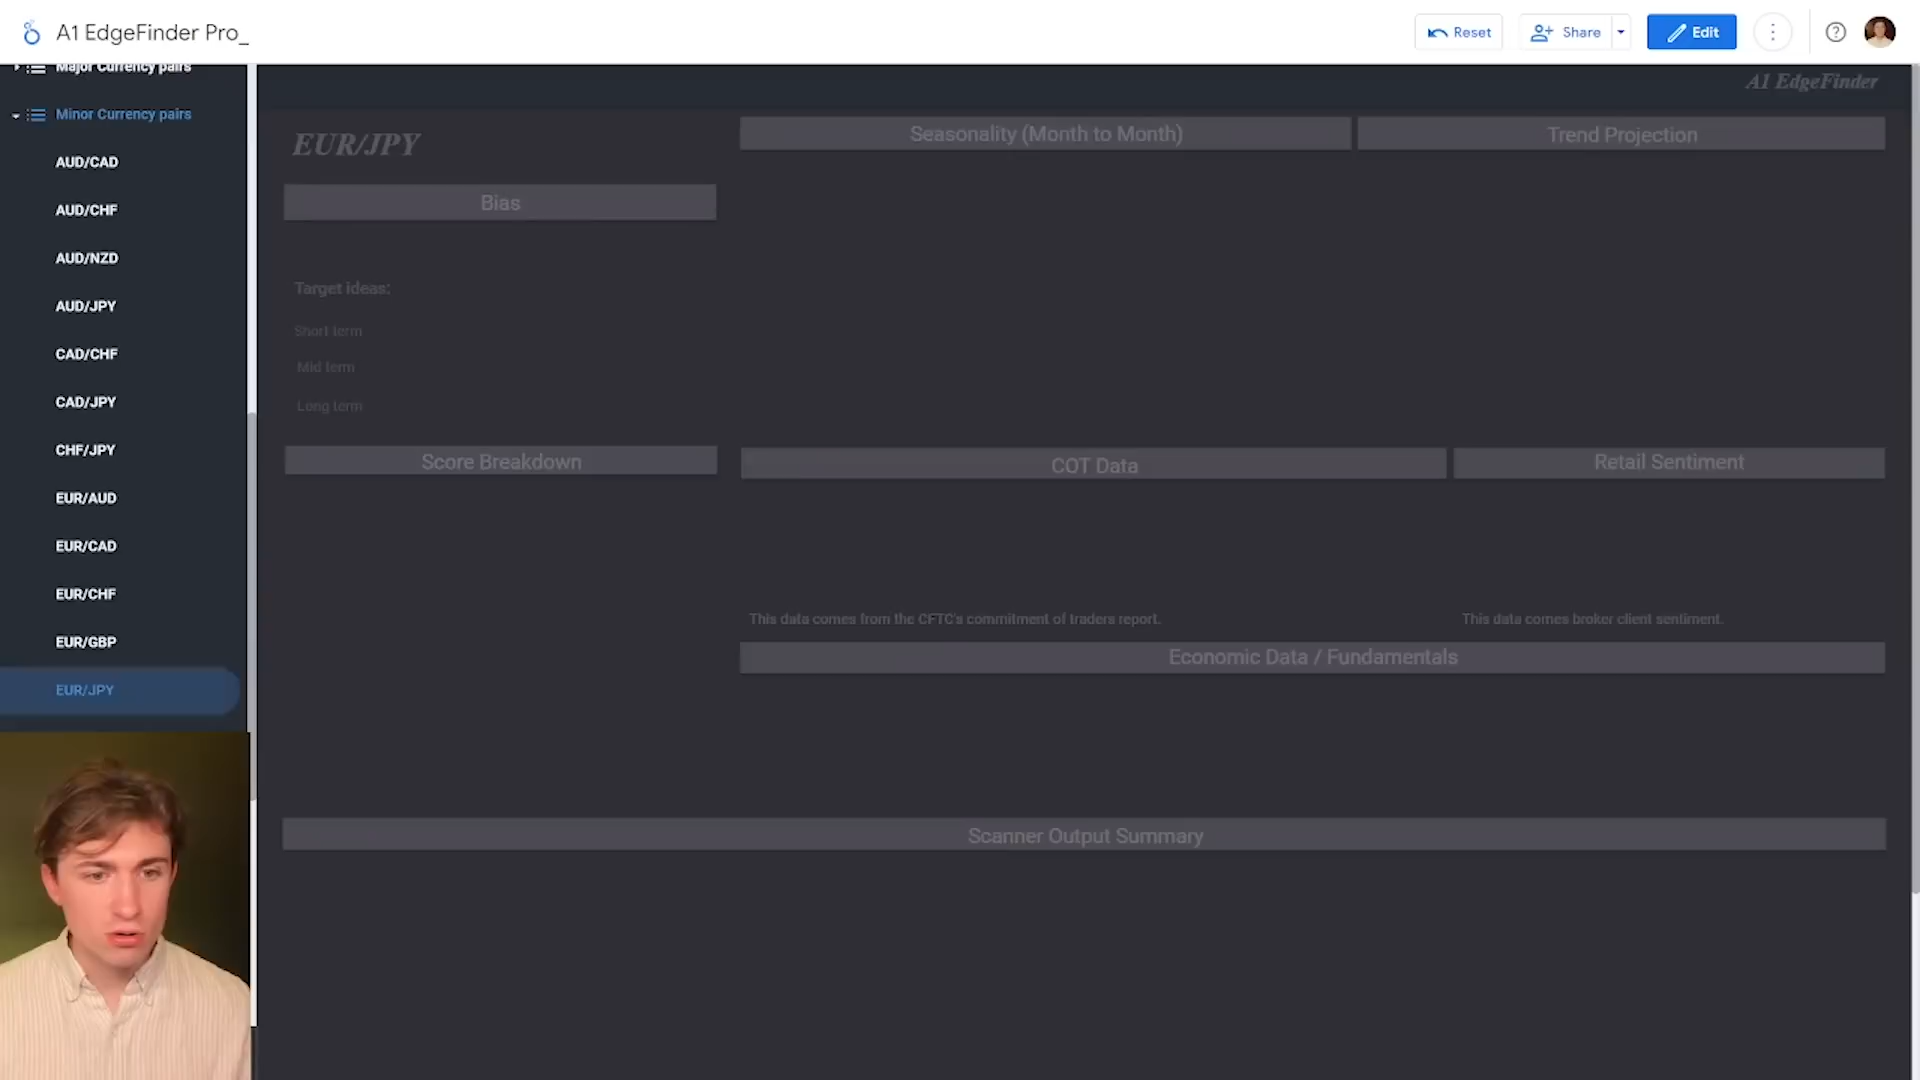 A1 EdgeFinder Pro_
Reset
Share
Edit
Major Currency pairs
Minor Currency pairs
AUD/CAD
AUD/CHF
AUD/NZD
AUD/JPY
CAD/CHF
CAD/JPY
CHF/JPY
EUR/AUD
EUR/CAD
EUR/CHF
EUR/GBP
EUR/JPY
A1 EdgeFinder
EUR/JPY
Seasonality (Month to Month)
Trend Projection
Bias
Target ideas:
Short term
Mid term
Long term
Score Breakdown
COT Data
Retail Sentiment
This data comes from the CFTC's commitment of traders report.
This data comes broker client sentiment.
Economic Data / Fundamentals
Scanner Output Summary